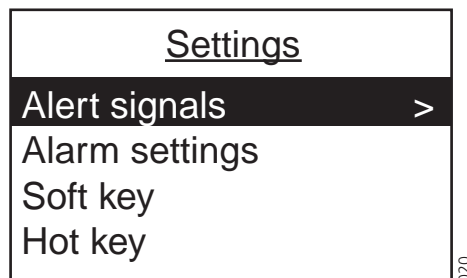 Settings
Alert signals >
Alarm settings
Soft key
Hot key